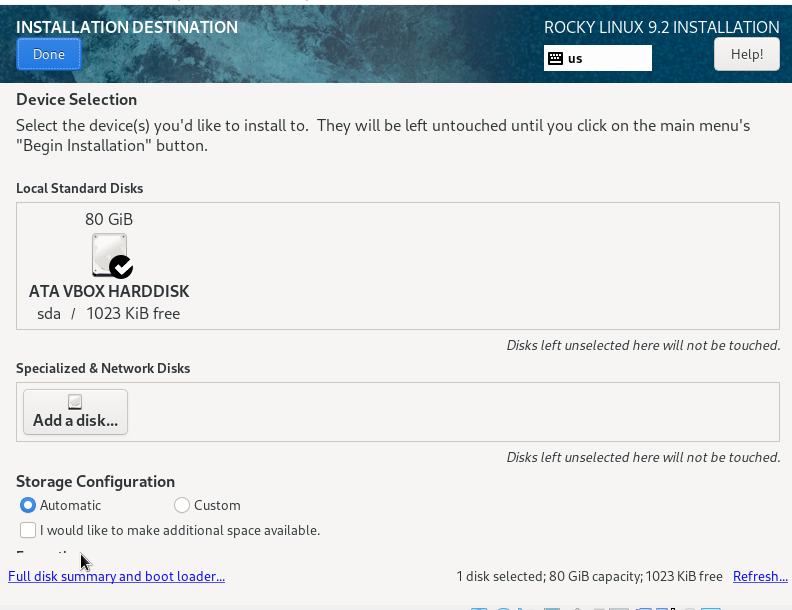 INSTALLATION DESTINATION
ROCKY LINUX 9.2 INSTALLATION
Done
us
Help!
Device Selection
Select the device(s) you'd like to install to.  They will be left untouched until you click on the main menu's
"Begin Installation" button.
Local Standard Disks
80 GiB
ATA VBOX HARDDISK
sda / 1023 KiB free
Disks left unselected here will not be touched.
Specialized & Network Disks
Add a disk...
Disks left unselected here will not be touched.
Storage Configuration
Automatic
Custom
I would like to make additional space available.
Full disk summary and boot loader...
1 disk selected; 80 GiB capacity; 1023 KiB free
Refresh...